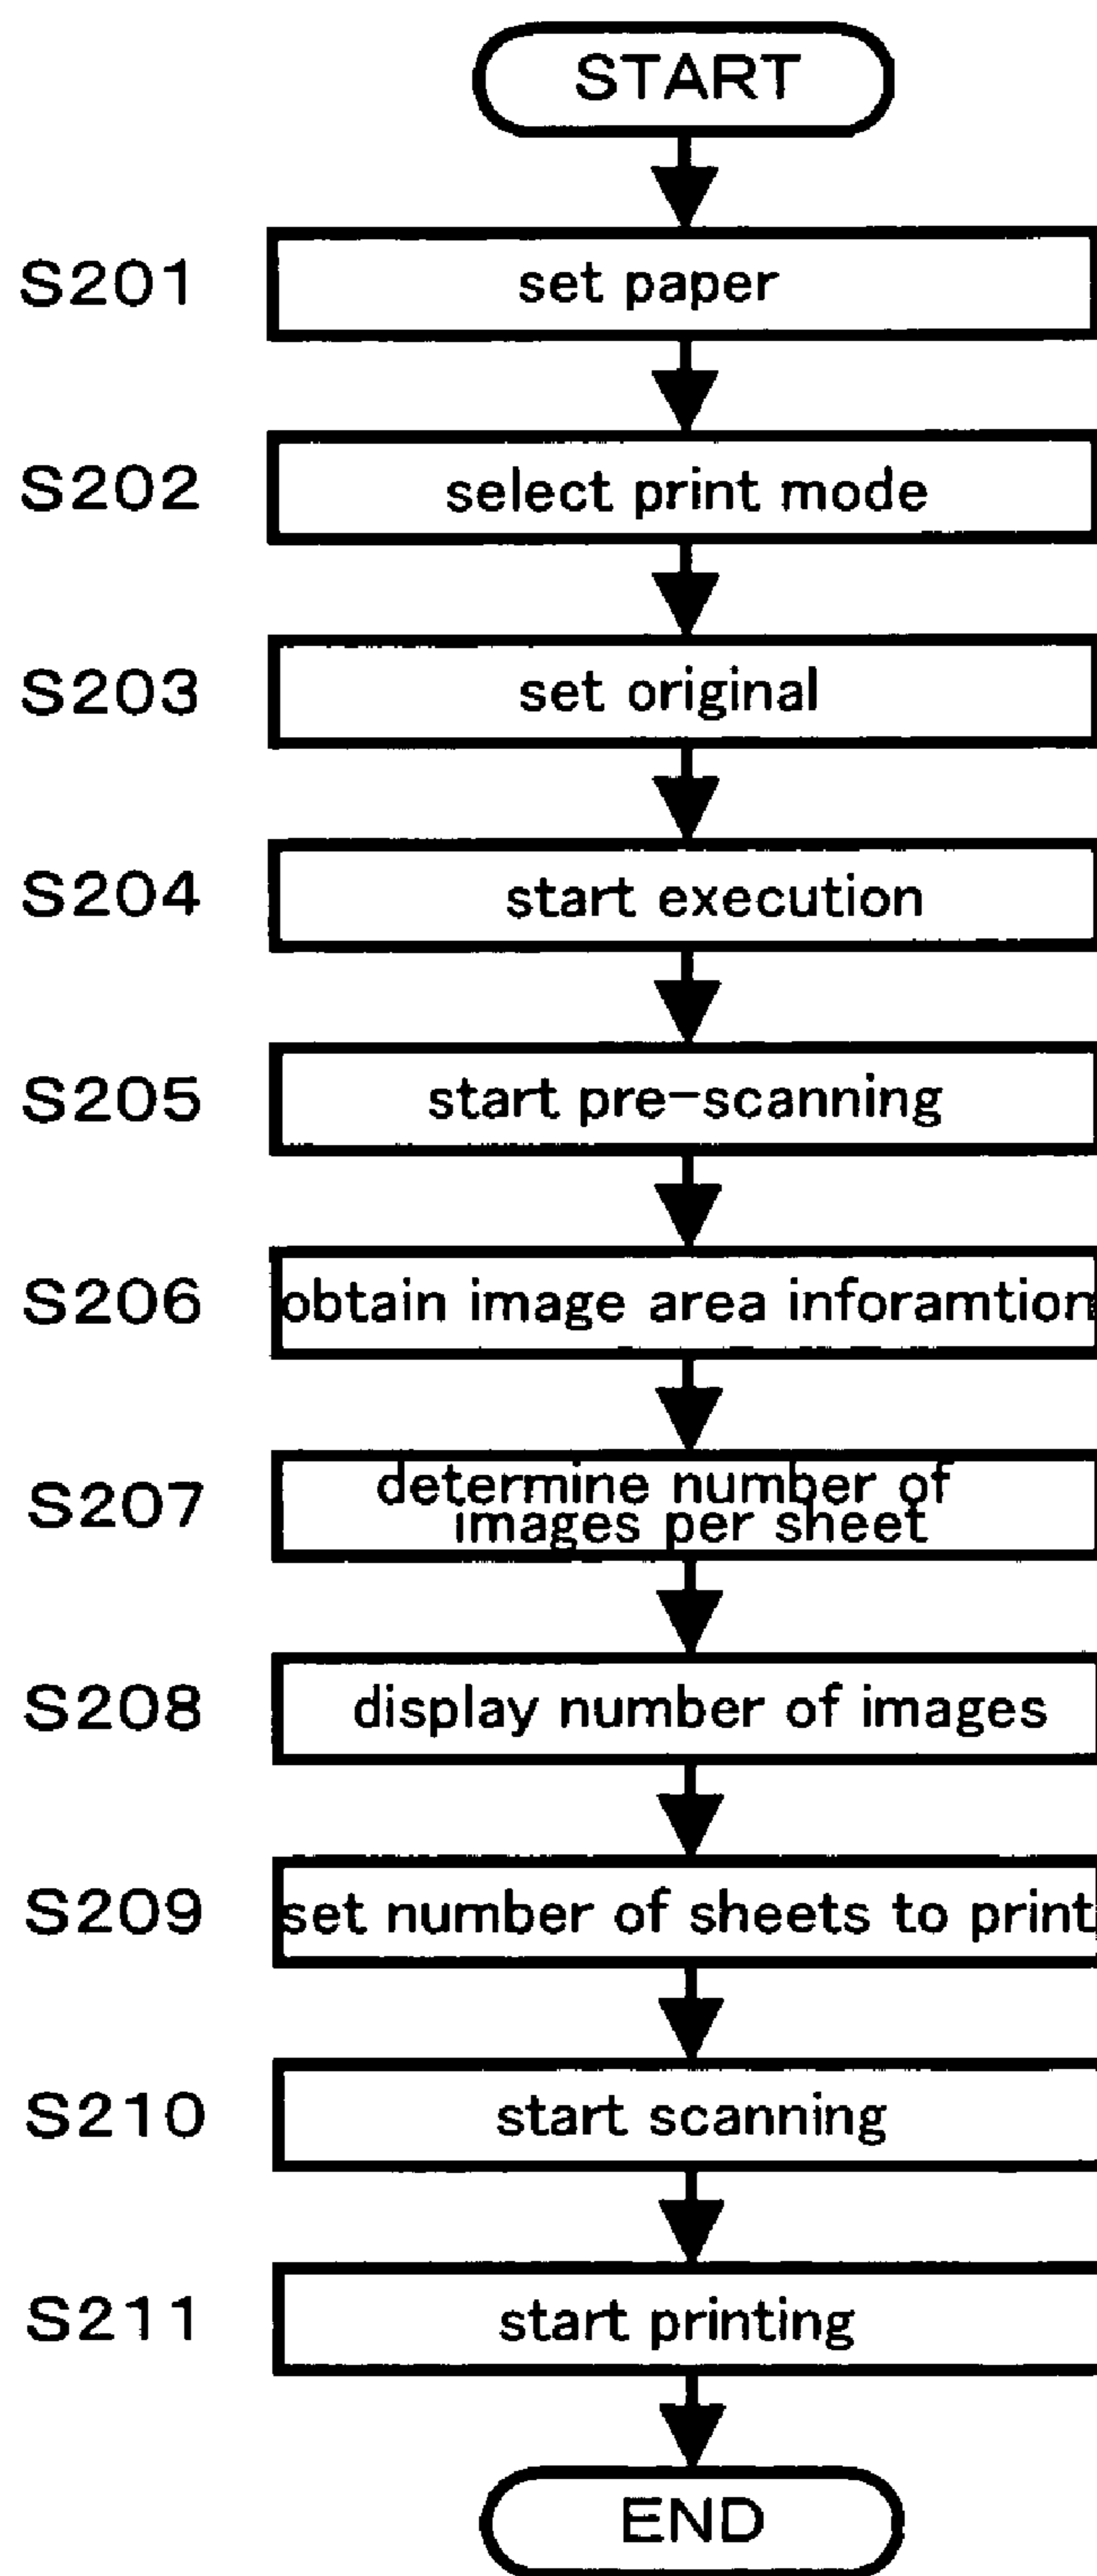 START
S201 set paper
S202 select print mode
S203 set original
S204 start execution
S205 start pre-scanning
S206 obtain image area inforamtion
S207 determine number of
images per sheet
S208 display number of images
S209 set number of sheets to print
S210 start scanning
S211 start printing
END